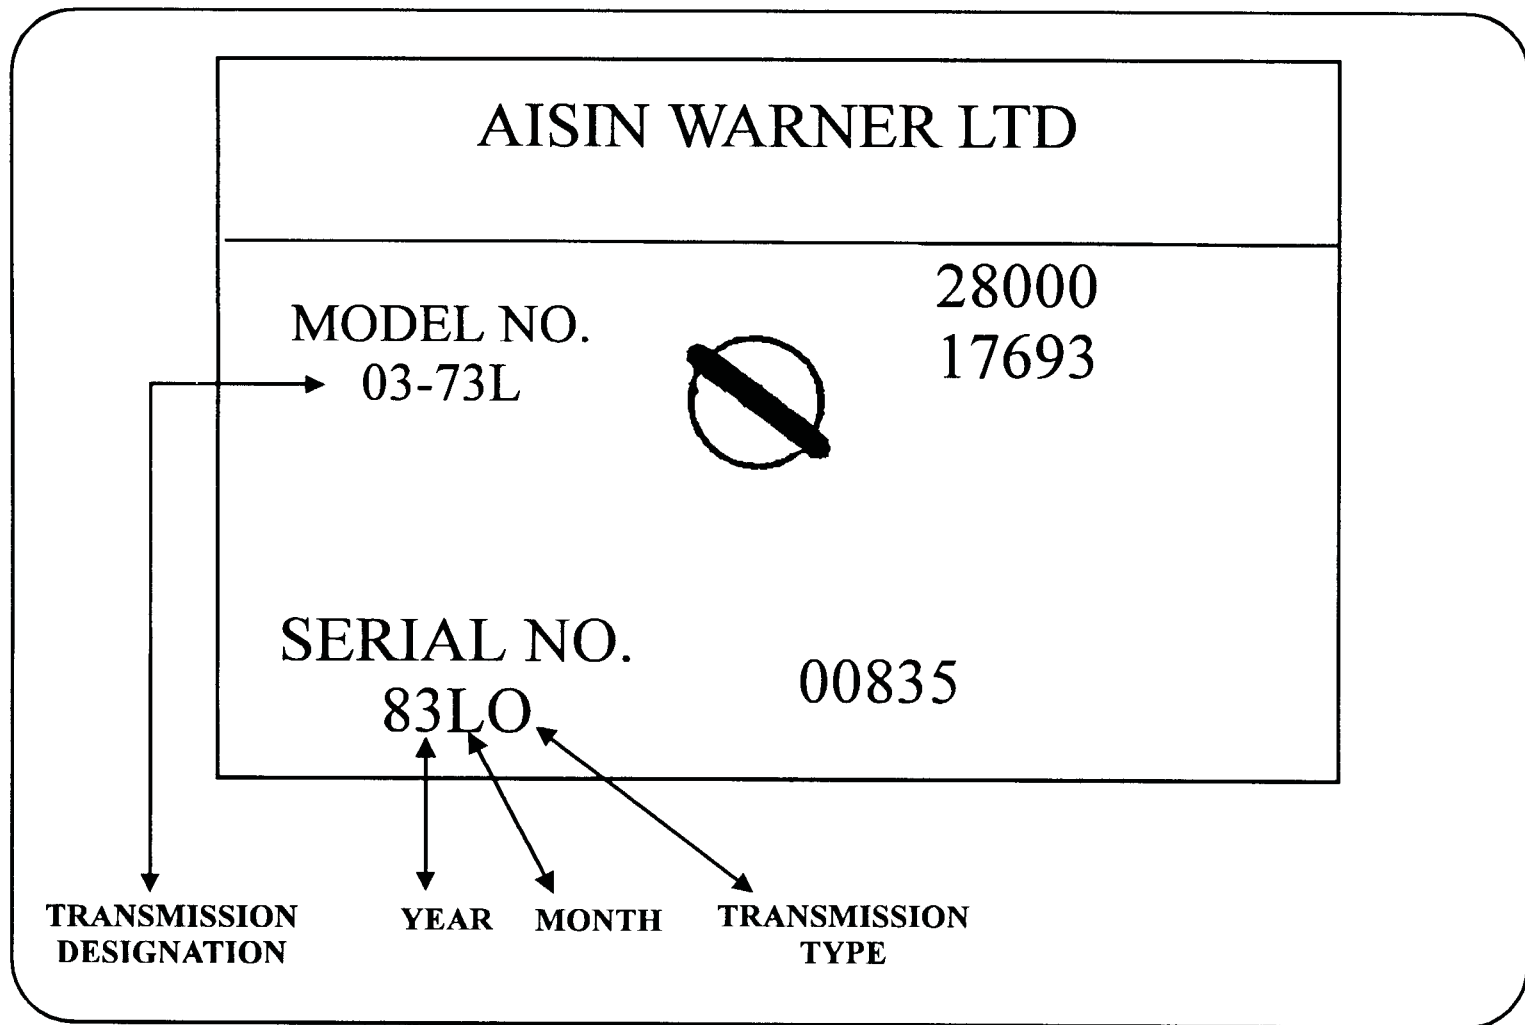 AISIN WARNER LTD
28000
MODEL NO.
17693
03-73L
SERIAL NO.
00835
83LO
TRANSMISSION
DESIGNATION
YEAR
MONTH
TRANSMISSION
TYPE